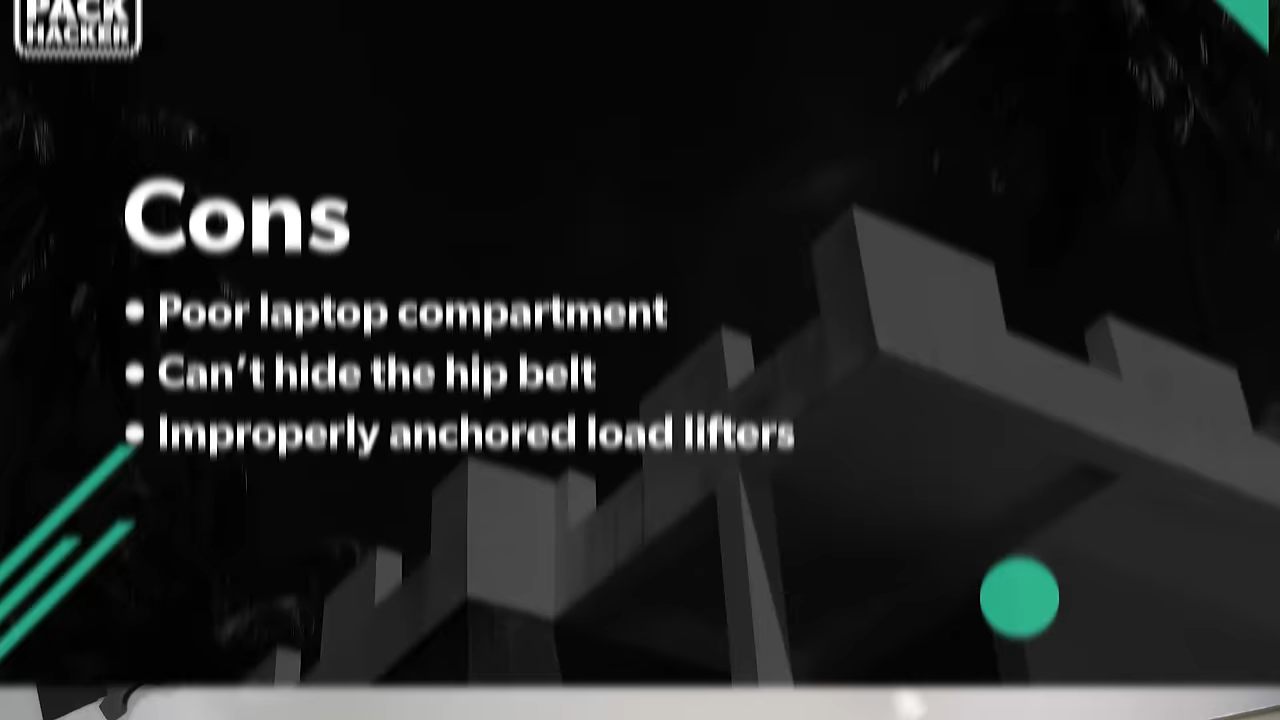 PACK
HACKER
Cons
• Poor laptop compartment
• Can’t hide the hip belt
• Improperly anchored load lifters